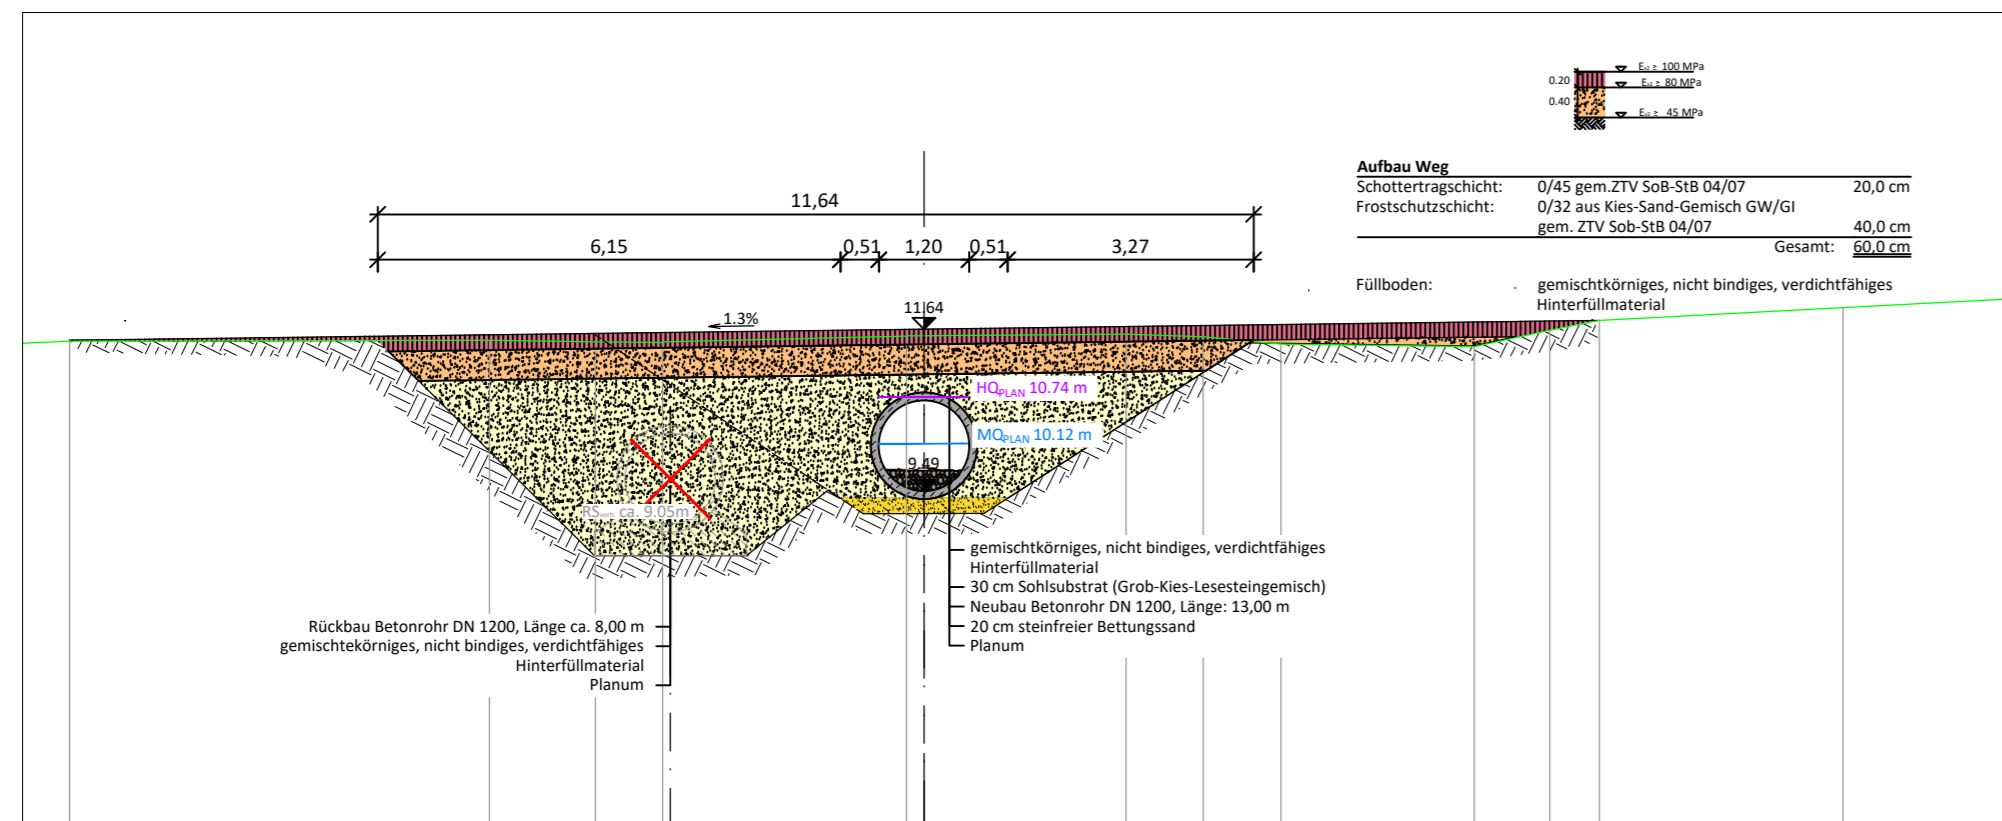 0.20
0.40
Ev2 ≥ 100 MPa
Ev2 ≥ 80 MPa
Ev2 ≥ 45 MPa
Aufbau Weg
Schottertragschicht: 0/45 gem.ZTV SoB-StB 04/07 20,0 cm
Frostschutzschicht: 0/32 aus Kies-Sand-Gemisch GW/GI
gem. ZTV Sob-StB 04/07 40,0 cm
Gesamt: 60,0 cm
Füllboden: gemischtkörniges, nicht bindiges, verdichtfähiges
Hinterfüllmaterial
11,64
6,15 0,51 1,20 0,51 3,27
11,64
1.3%
HQPLAN 10.74 m
MQPLAN 10.12 m
9,49
RSvorh. ca. 9.05m
gemischtkörniges, nicht bindiges, verdichtfähiges
Hinterfüllmaterial
30 cm Sohlsubstrat (Grob-Kies-Lesesteingemisch)
Neubau Betonrohr DN 1200, Länge: 13,00 m
20 cm steinfreier Bettungssand
Planum
Rückbau Betonrohr DN 1200, Länge ca. 8,00 m
gemischtekörniges, nicht bindiges, verdichtfähiges
Hinterfüllmaterial
Planum